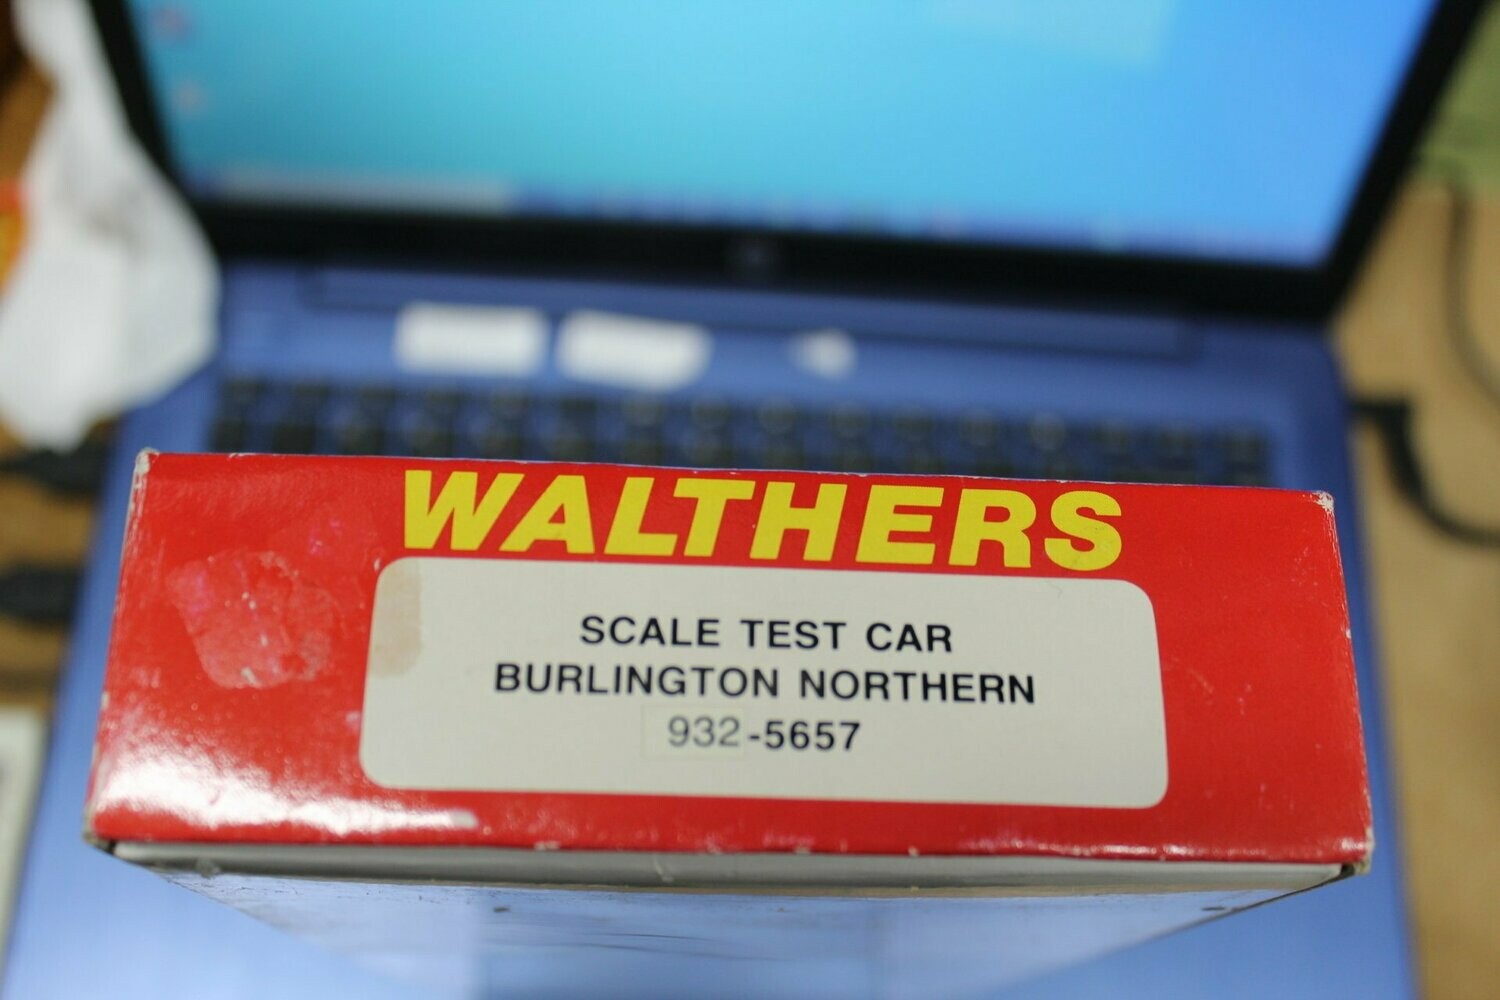 WALTHERS
SCALE TEST CAR
BURLINGTON NORTHERN
932-5657